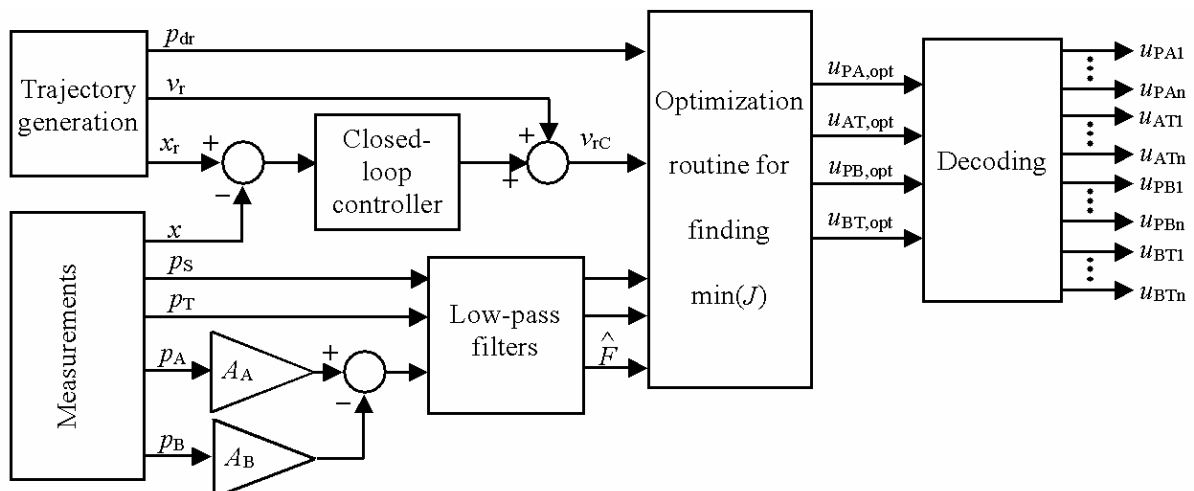 Trajectory
generation
p_dr
v_r
x_r
+
−
Closed-
loop
controller
+
+
v_rC
Measurements
x
p_S
p_T
p_A
p_B
A_A
A_B
+
−
Low-pass
filters
F̂
Optimization
routine for
finding
min(J)
u_PA,opt
u_AT,opt
u_PB,opt
u_BT,opt
Decoding
u_PA1
u_PAn
u_AT1
u_ATn
u_PB1
u_PBn
u_BT1
u_BTn